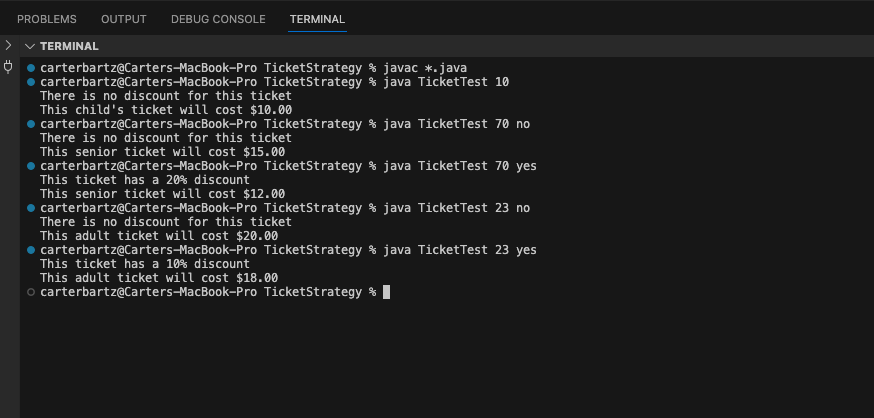 PROBLEMS OUTPUT DEBUG CONSOLE TERMINAL
TERMINAL
carterbartz@Carters-MacBook-Pro TicketStrategy % javac *.java
carterbartz@Carters-MacBook-Pro TicketStrategy % java TicketTest 10
There is no discount for this ticket
This child's ticket will cost $10.00
carterbartz@Carters-MacBook-Pro TicketStrategy % java TicketTest 70 no
There is no discount for this ticket
This senior ticket will cost $15.00
carterbartz@Carters-MacBook-Pro TicketStrategy % java TicketTest 70 yes
This ticket has a 20% discount
This senior ticket will cost $12.00
carterbartz@Carters-MacBook-Pro TicketStrategy % java TicketTest 23 no
There is no discount for this ticket
This adult ticket will cost $20.00
carterbartz@Carters-MacBook-Pro TicketStrategy % java TicketTest 23 yes
This ticket has a 10% discount
This adult ticket will cost $18.00
carterbartz@Carters-MacBook-Pro TicketStrategy %